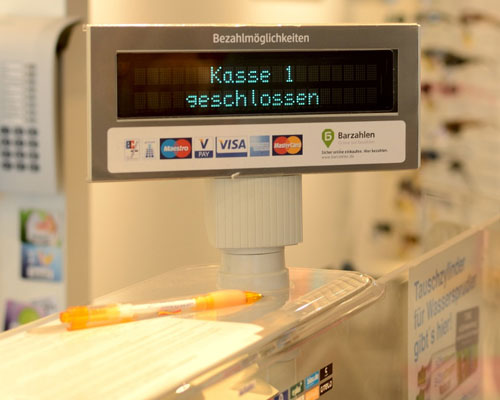 Bezahlmöglichkeiten
Kasse 1
geschlossen
Maestro
V PAY
VISA
MasterCard
Barzahlen
Tauschzylinder
für Wassersprudler
gibt's hier!